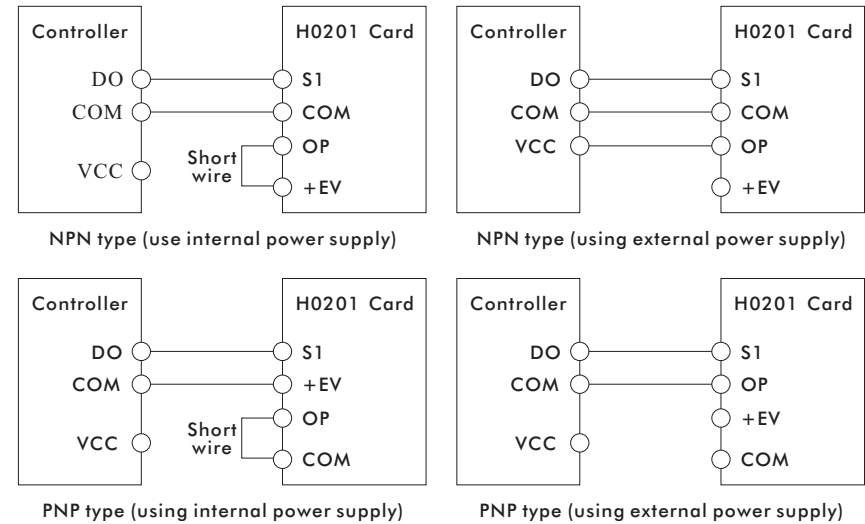 Controller H0201 Card
DO S1
COM COM
OP
Short wire
VCC
+EV
NPN type (use internal power supply)
Controller H0201 Card
DO S1
COM COM
VCC OP
+EV
NPN type (using external power supply)
Controller H0201 Card
DO S1
COM +EV
OP
Short wire
VCC
COM
PNP type (using internal power supply)
Controller H0201 Card
DO S1
COM OP
+EV
VCC
COM
PNP type (using external power supply)